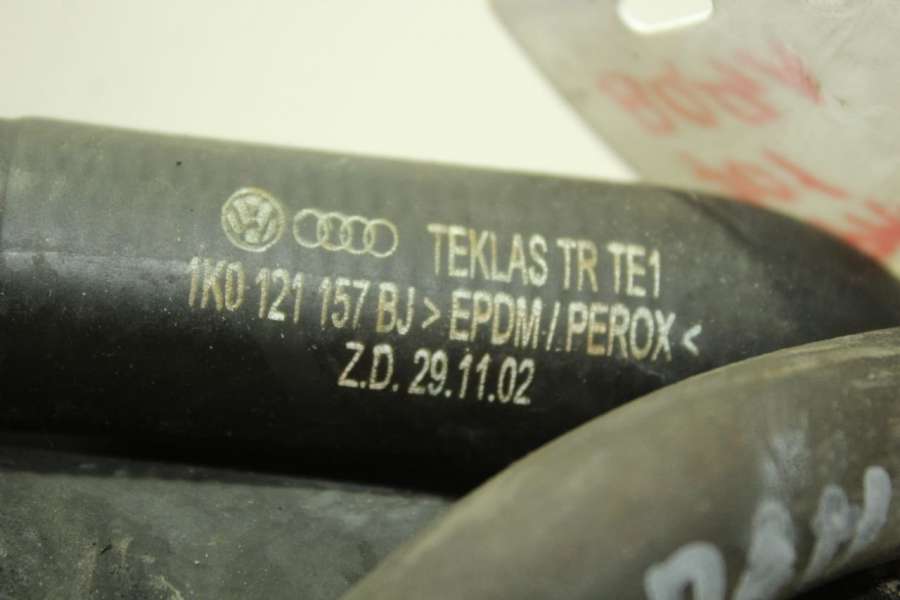 TEKLAS TR TE1
1K0 121 157 BJ > EPDM / PEROX <
Z.D. 29.11.02